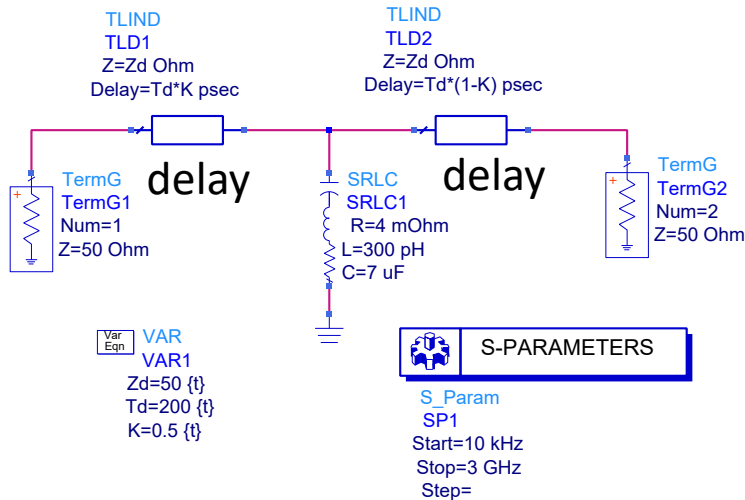 TLIND
TLD1
Z=Zd Ohm
Delay=Td*K psec
TLIND
TLD2
Z=Zd Ohm
Delay=Td*(1-K) psec
delay
delay
+
TermG
TermG1
Num=1
Z=50 Ohm
SRLC
SRLC1
R=4 mOhm
L=300 pH
C=7 uF
+
TermG
TermG2
Num=2
Z=50 Ohm
Var
Eqn
VAR
VAR1
Zd=50 {t}
Td=200 {t}
K=0.5 {t}
S-PARAMETERS
S_Param
SP1
Start=10 kHz
Stop=3 GHz
Step=